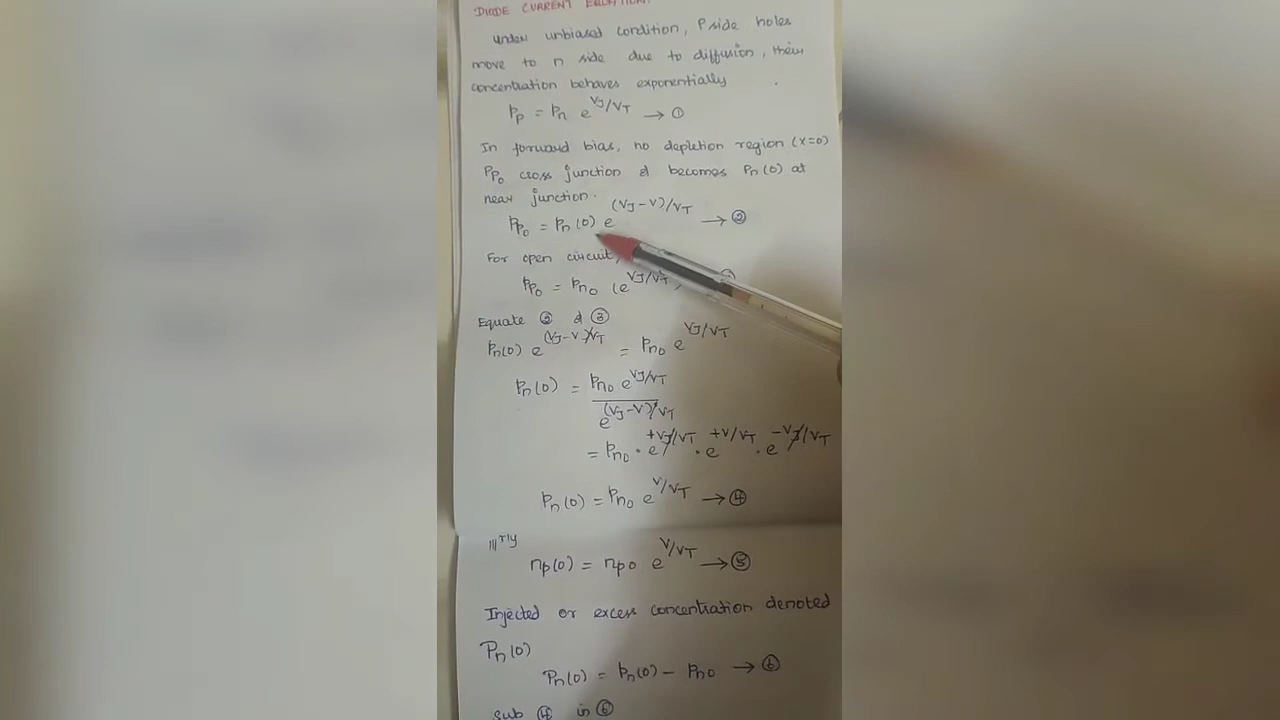 DIODE CURRENT EQUATION.
under unbiased condition, P side holes
move to n side due to diffusion, their
concentration behaves exponentially
Pp = Pn e^VJ/VT → ①
In forward bias, no depletion region (x=0)
PP0 cross junction & becomes Pn(0) at
near junction.
PP0 = Pn(0) e^(VJ-V)/VT → ②
For open circuit,
PP0 = Pn0 (e^VJ/VT,
Equate ② & ③
Pn(0) e^(VJ-V)/VT = Pn0 e^VJ/VT
Pn(0) = Pn0 e^VJ/VT
e^(VJ-V)/VT
= Pn0 · e^+VJ/VT · e^+V/VT · e^-VJ/VT
Pn(0) = Pn0 e^V/VT → ④
|||rly
np(0) = np0 e^V/VT → ⑤
Injected or excess concentration denoted
Pn(0)
Pn(0) = Pn(0) - Pn0 → ⑥
sub ④ in ⑥